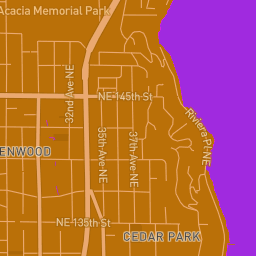 Acacia Memorial Park
32nd Ave NE
NE 145th St
Riviera Pl NE
35th Ave NE
37th Ave NE
ENWOOD
NE 135th St
CEDAR PARK